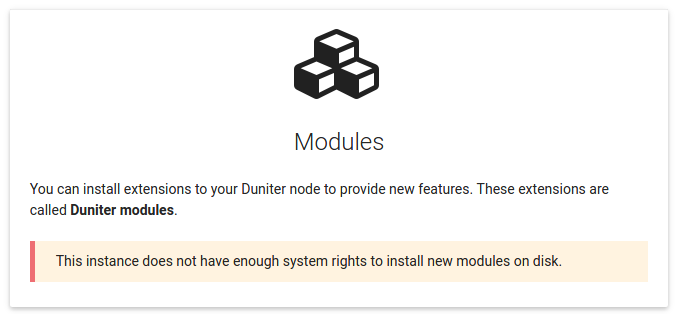 Modules
You can install extensions to your Duniter node to provide new features. These extensions are
called Duniter modules.
This instance does not have enough system rights to install new modules on disk.